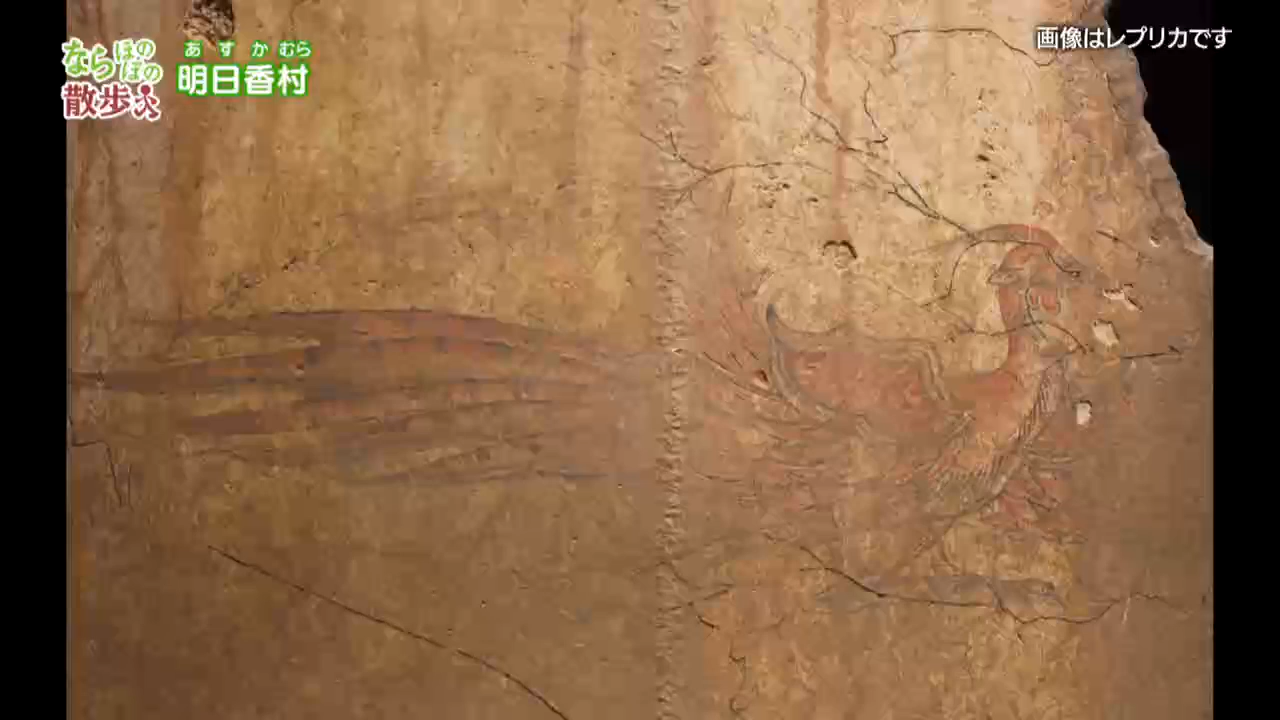 ならほのぼの
散歩
あすかむら
明日香村
画像はレプリカです